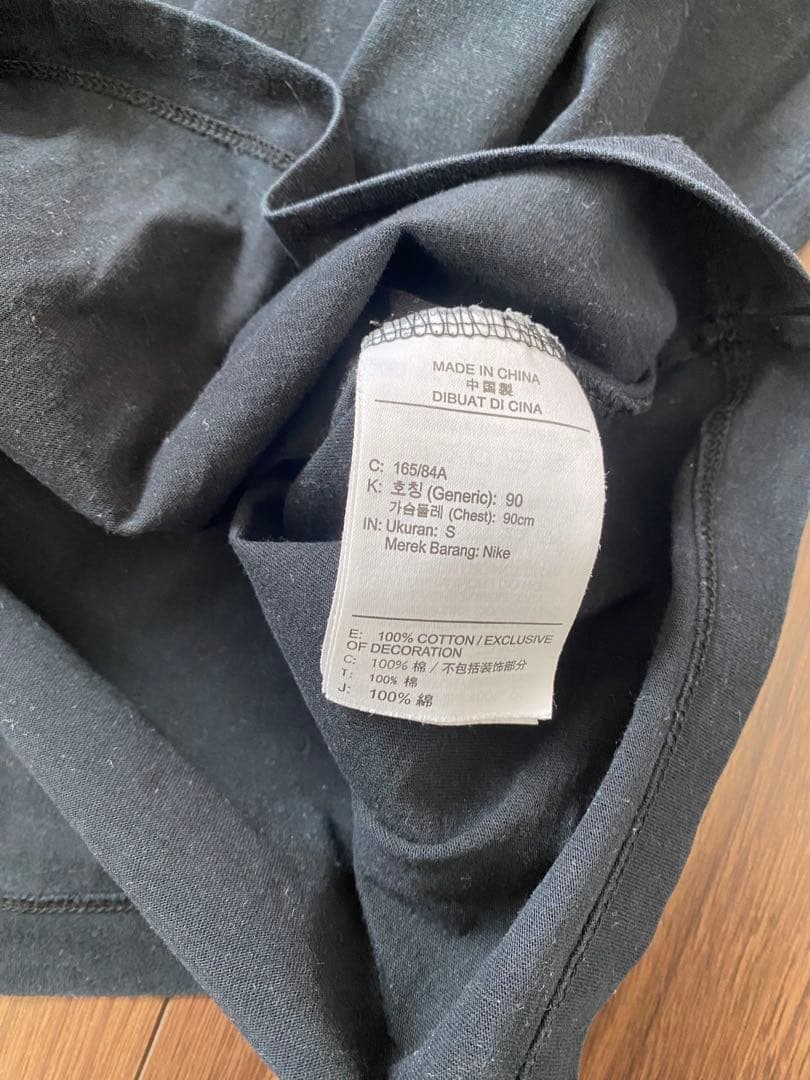 MADE IN CHINA
中国製
DIBUAT DI CINA
C: 165/84A
K: 호칭 (Generic): 90
가슴둘레 (Chest): 90cm
IN: Ukuran: S
Merek Barang: Nike
E: 100% COTTON / EXCLUSIVE
OF DECORATION
C: 100% 棉 / 不包括装饰部分
T: 100% 棉
J: 100% 綿